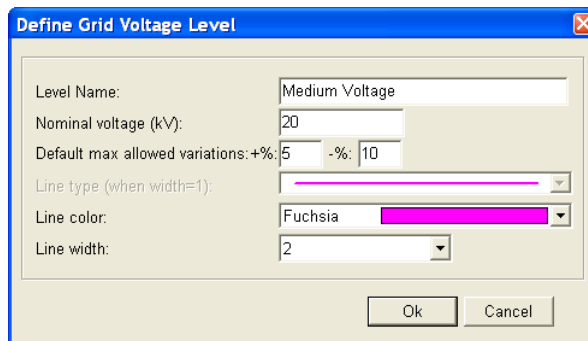 Define Grid Voltage Level
Level Name: Medium Voltage
Nominal voltage (kV): 20
Default max allowed variations: +%: 5 -%: 10
Line type (when width=1):
Line color: Fuchsia
Line width: 2
Ok Cancel